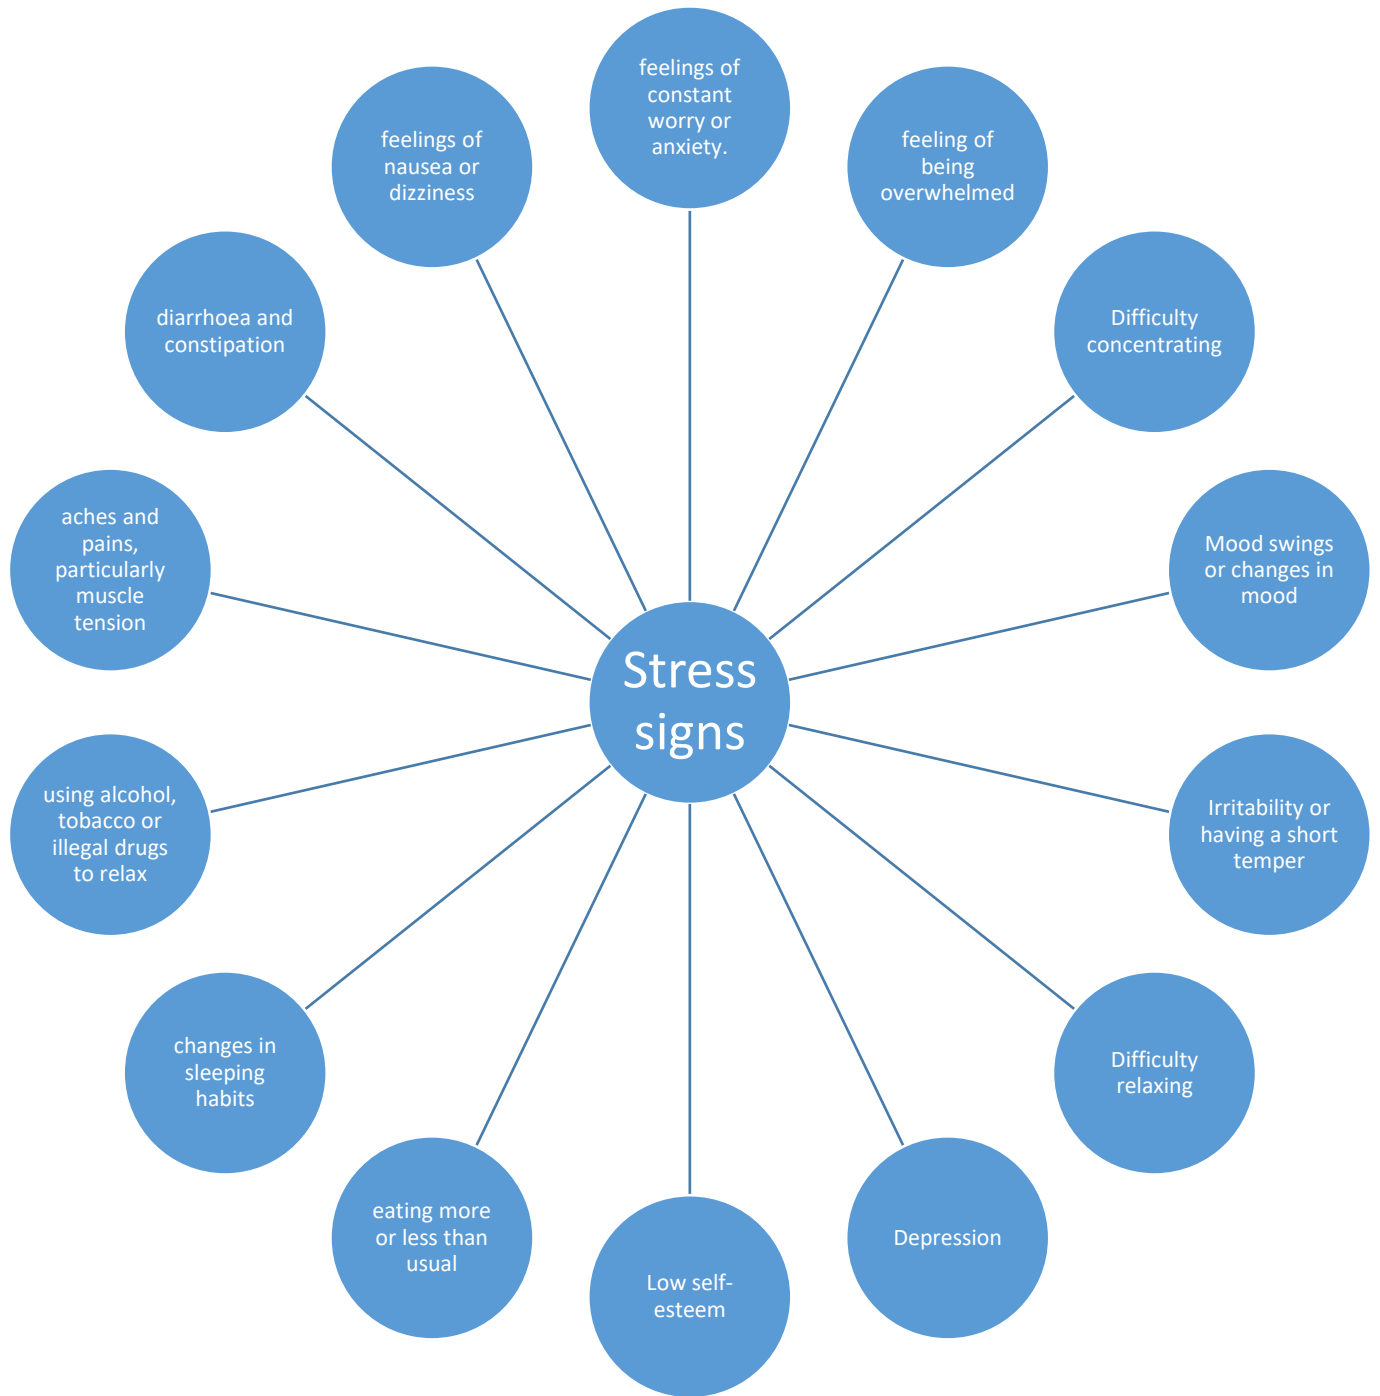 feelings of
constant
worry or
anxiety.
feeling of
being
overwhelmed
Difficulty
concentrating
Mood swings
or changes in
mood
Irritability or
having a short
temper
Difficulty
relaxing
Depression
Low self-
esteem
eating more
or less than
usual
changes in
sleeping
habits
using alcohol,
tobacco or
illegal drugs
to relax
aches and
pains,
particularly
muscle
tension
diarrhoea and
constipation
feelings of
nausea or
dizziness
Stress
signs